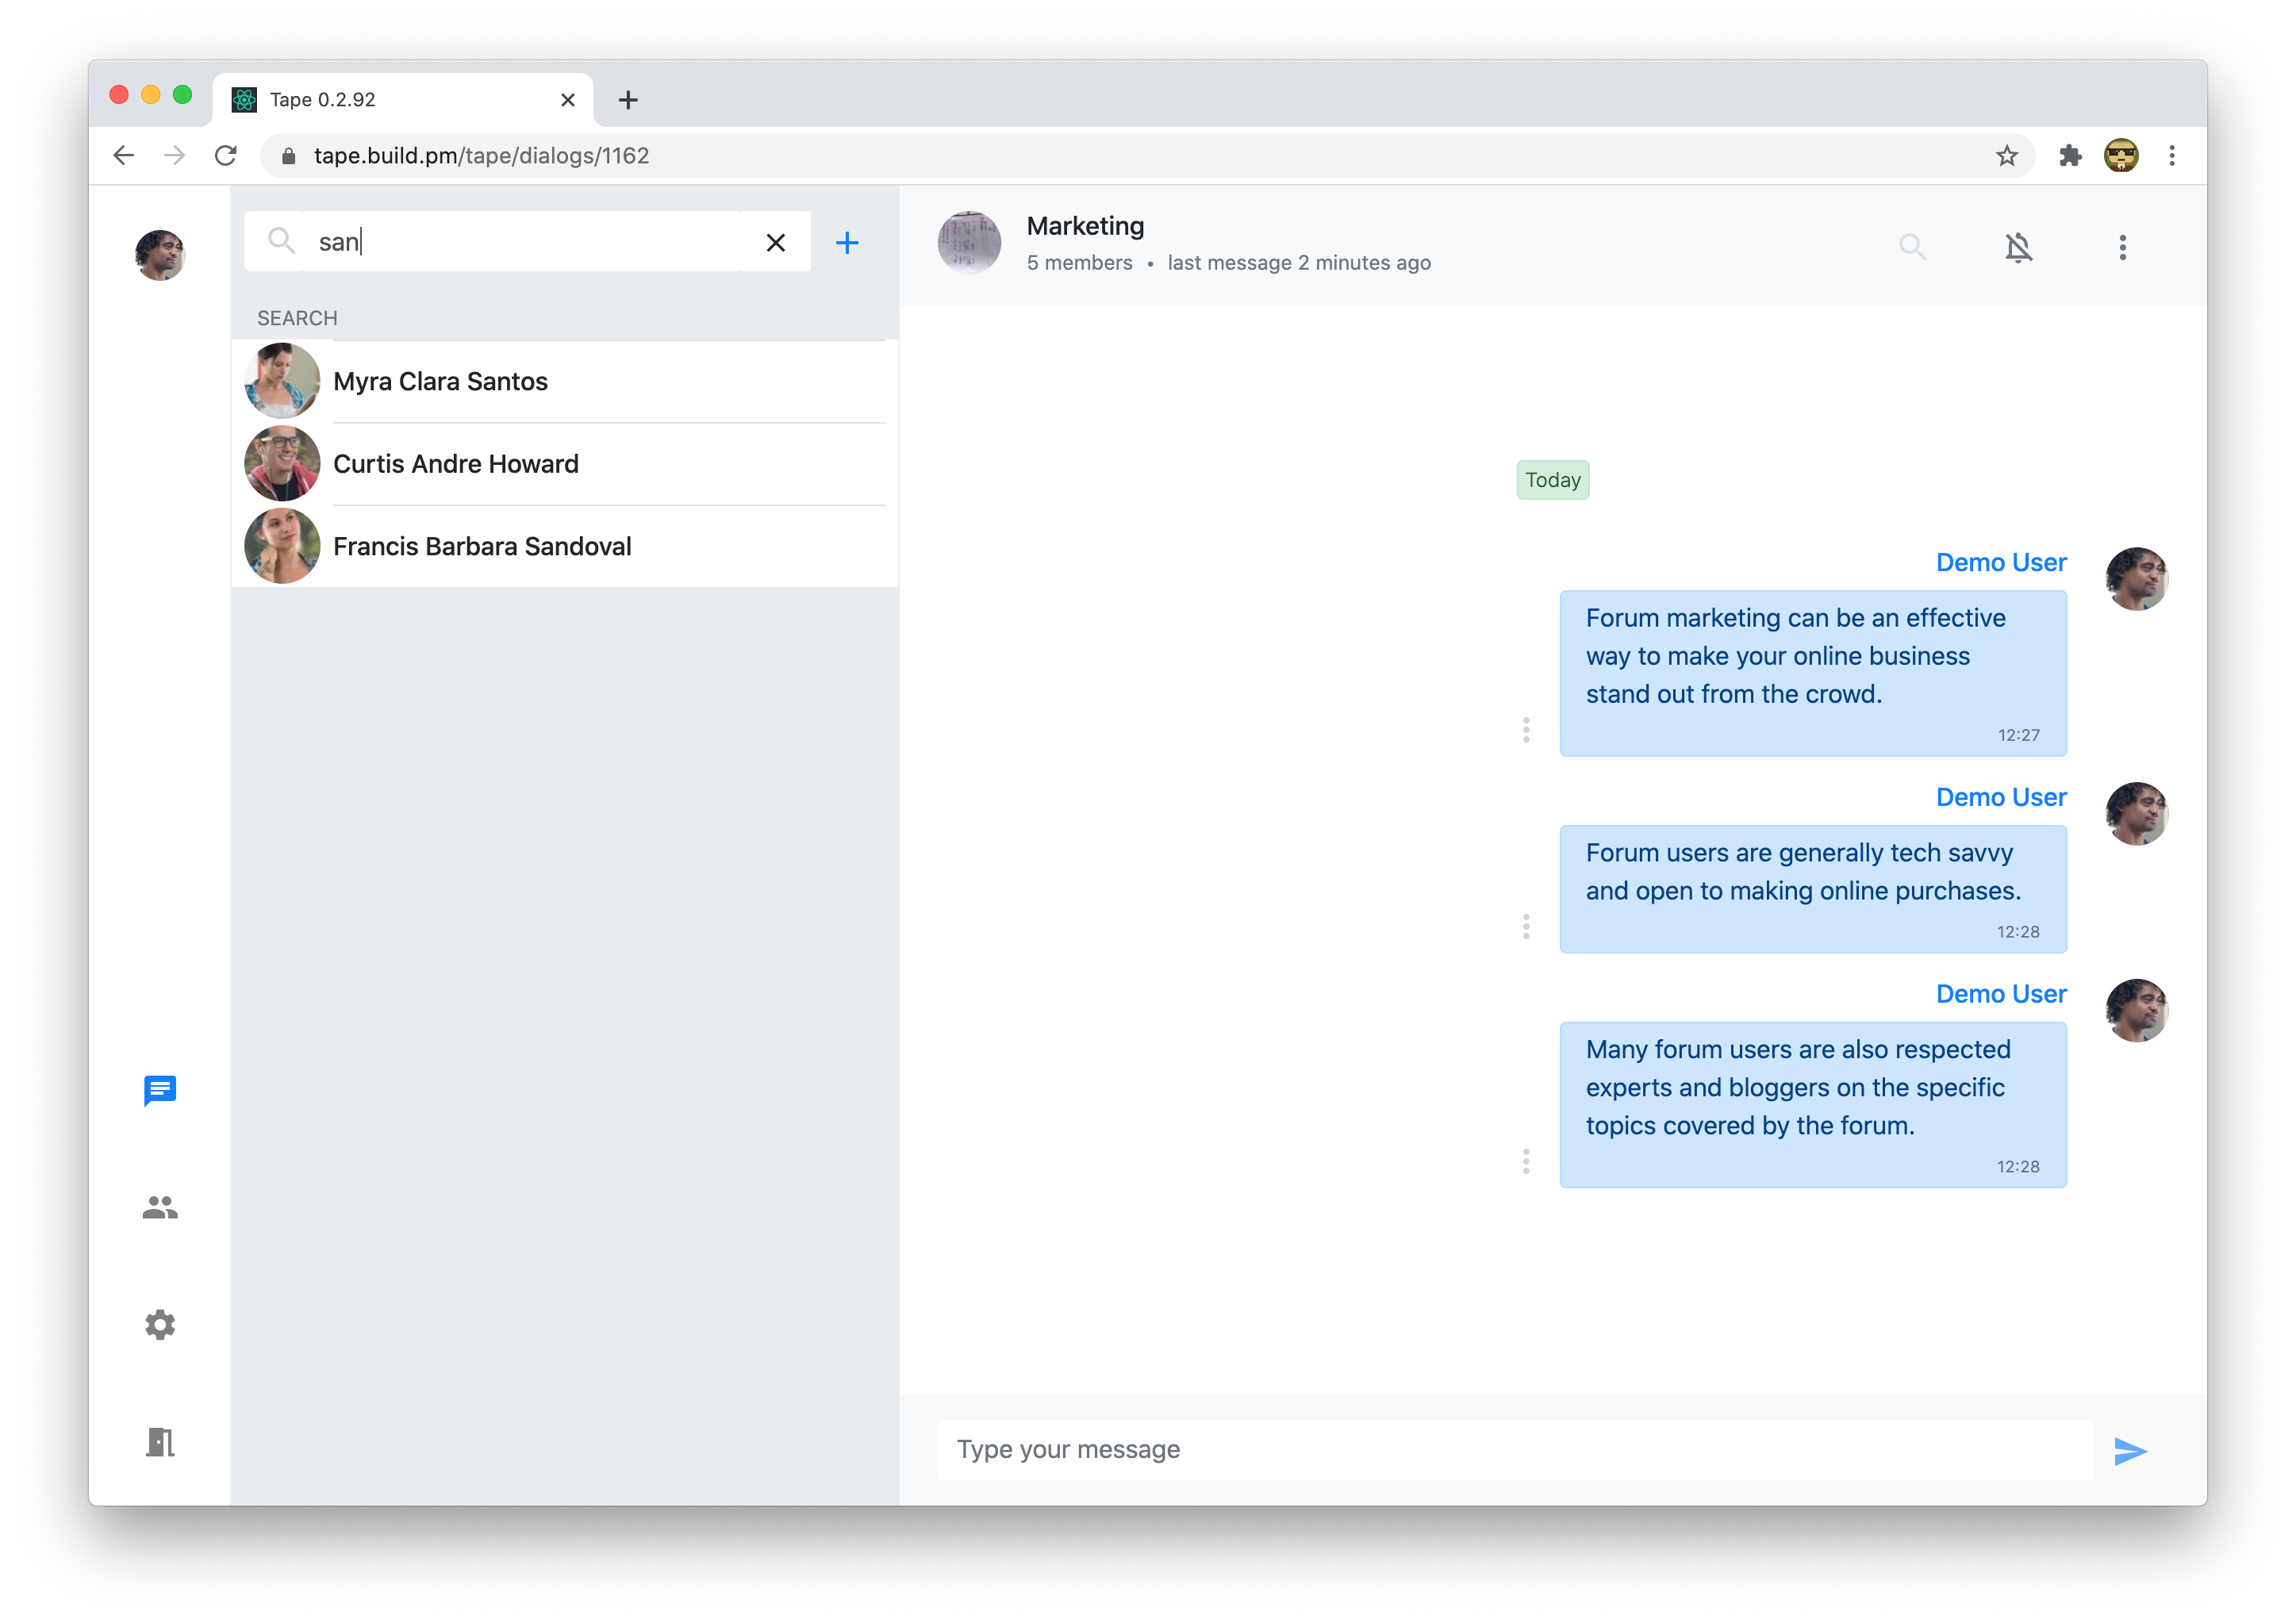 Tape 0.2.92
tape.build.pm/tape/dialogs/1162
san
SEARCH
Myra Clara Santos
Curtis Andre Howard
Francis Barbara Sandoval
Marketing
5 members • last message 2 minutes ago
Today
Demo User
Forum marketing can be an effective
way to make your online business
stand out from the crowd.
12:27
Demo User
Forum users are generally tech savvy
and open to making online purchases.
12:28
Demo User
Many forum users are also respected
experts and bloggers on the specific
topics covered by the forum.
12:28
Type your message